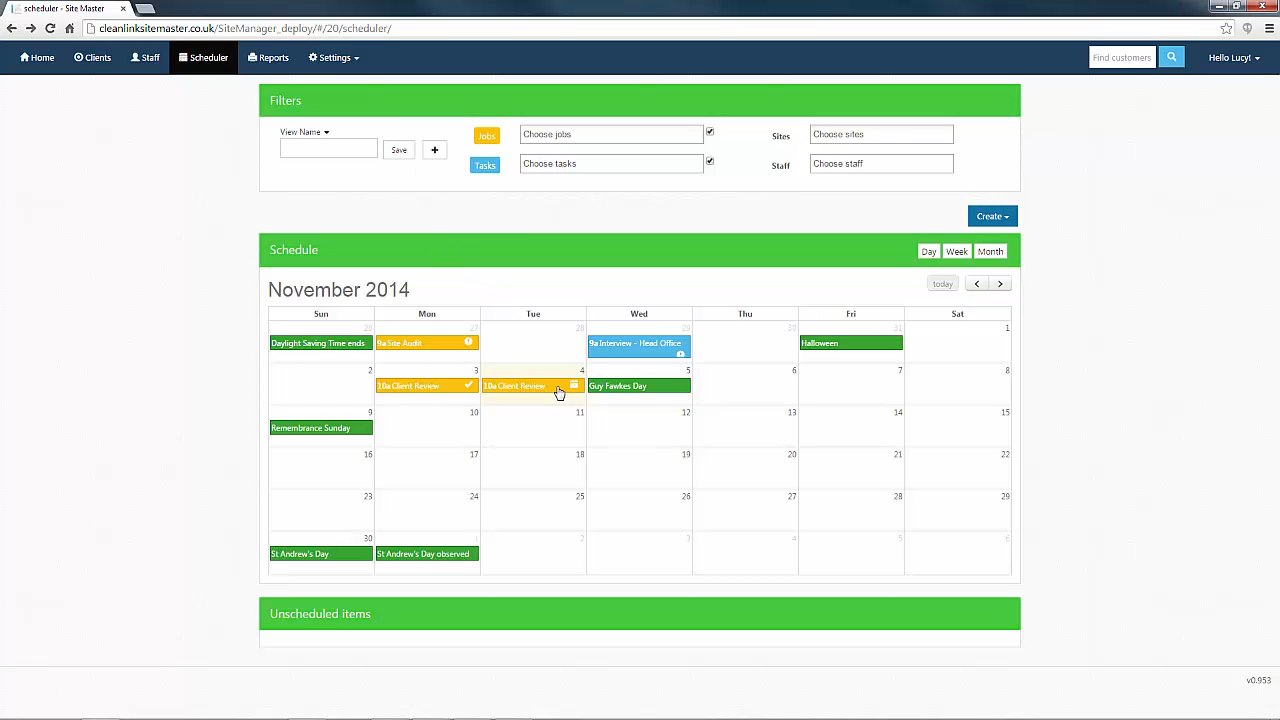 scheduler - Site Master
cleanlinksitemaster.co.uk/SiteManager_deploy/#/20/scheduler/
Home Clients Staff Scheduler Reports Settings Find customers Hello Lucy!
Filters
View Name
Save
Jobs Choose jobs Sites Choose sites
Tasks Choose tasks Staff Choose staff
Create
Schedule Day Week Month
November 2014 today
Sun Mon Tue Wed Thu Fri Sat
26 27 28 29 30 31 1
Daylight Saving Time ends 9a Site Audit 9a Interview - Head Office Halloween
2 3 4 5 6 7 8
10a Client Review 10a Client Review Guy Fawkes Day
9 10 11 12 13 14 15
Remembrance Sunday
16 17 18 19 20 21 22
23 24 25 26 27 28 29
30 1 2 3 4 5 6
St Andrew's Day St Andrew's Day observed
Unscheduled items
v0.953